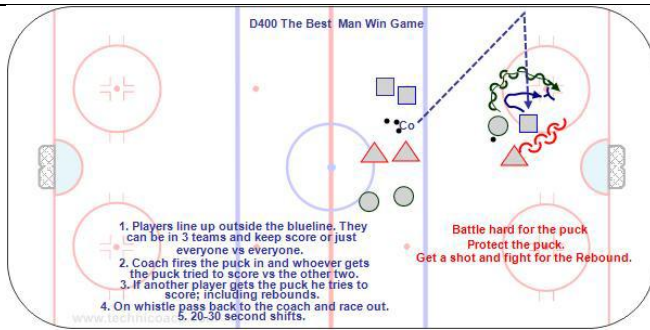 D400 The Best Man Win Game
Co
1. Players line up outside the blueline. They
can be in 3 teams and keep score or just
everyone vs everyone.
2. Coach fires the puck in and whoever gets
the puck tried to score vs the other two.
3. If another player gets the puck he tries to
score; including rebounds.
4. On whistle pass back to the coach and race out.
5. 20-30 second shifts.
Battle hard for the puck
Protect the puck.
Get a shot and fight for the Rebound.